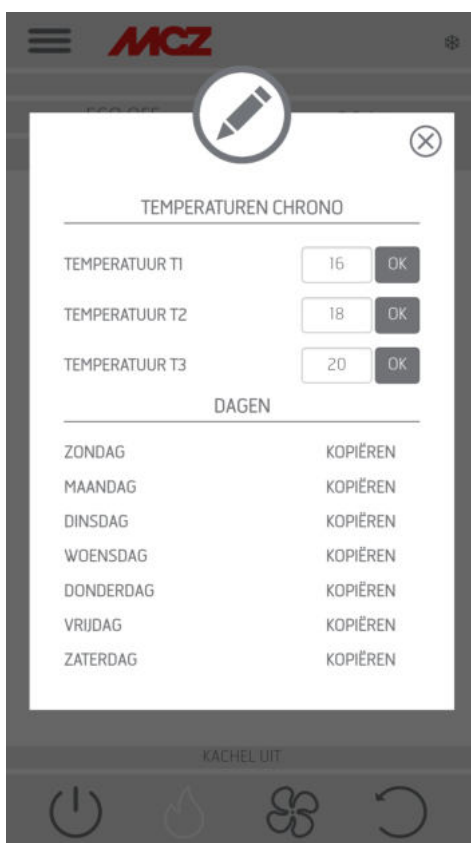 MCZ
TEMPERATUREN CHRONO
TEMPERATUUR T1 16 OK
TEMPERATUUR T2 18 OK
TEMPERATUUR T3 20 OK
DAGEN
ZONDAG KOPIËREN
MAANDAG KOPIËREN
DINSDAG KOPIËREN
WOENSDAG KOPIËREN
DONDERDAG KOPIËREN
VRIJDAG KOPIËREN
ZATERDAG KOPIËREN
KACHEL UIT